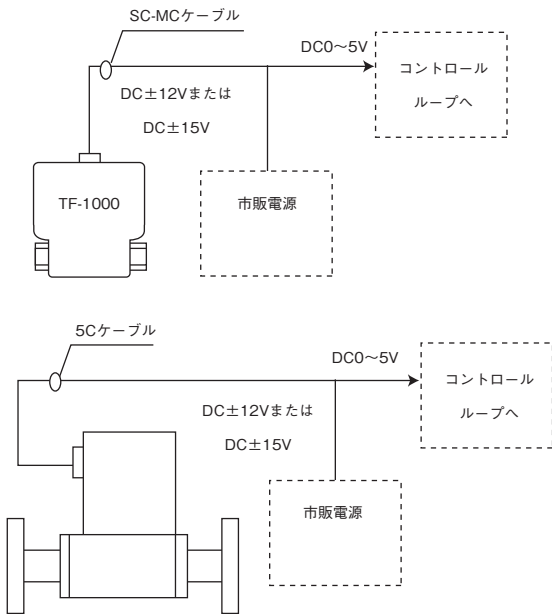 SC-MCケーブル
DC0～5V
コントロール
ループへ
DC±12Vまたは
DC±15V
TF-1000
市販電源
5Cケーブル
DC0～5V
コントロール
ループへ
DC±12Vまたは
DC±15V
市販電源